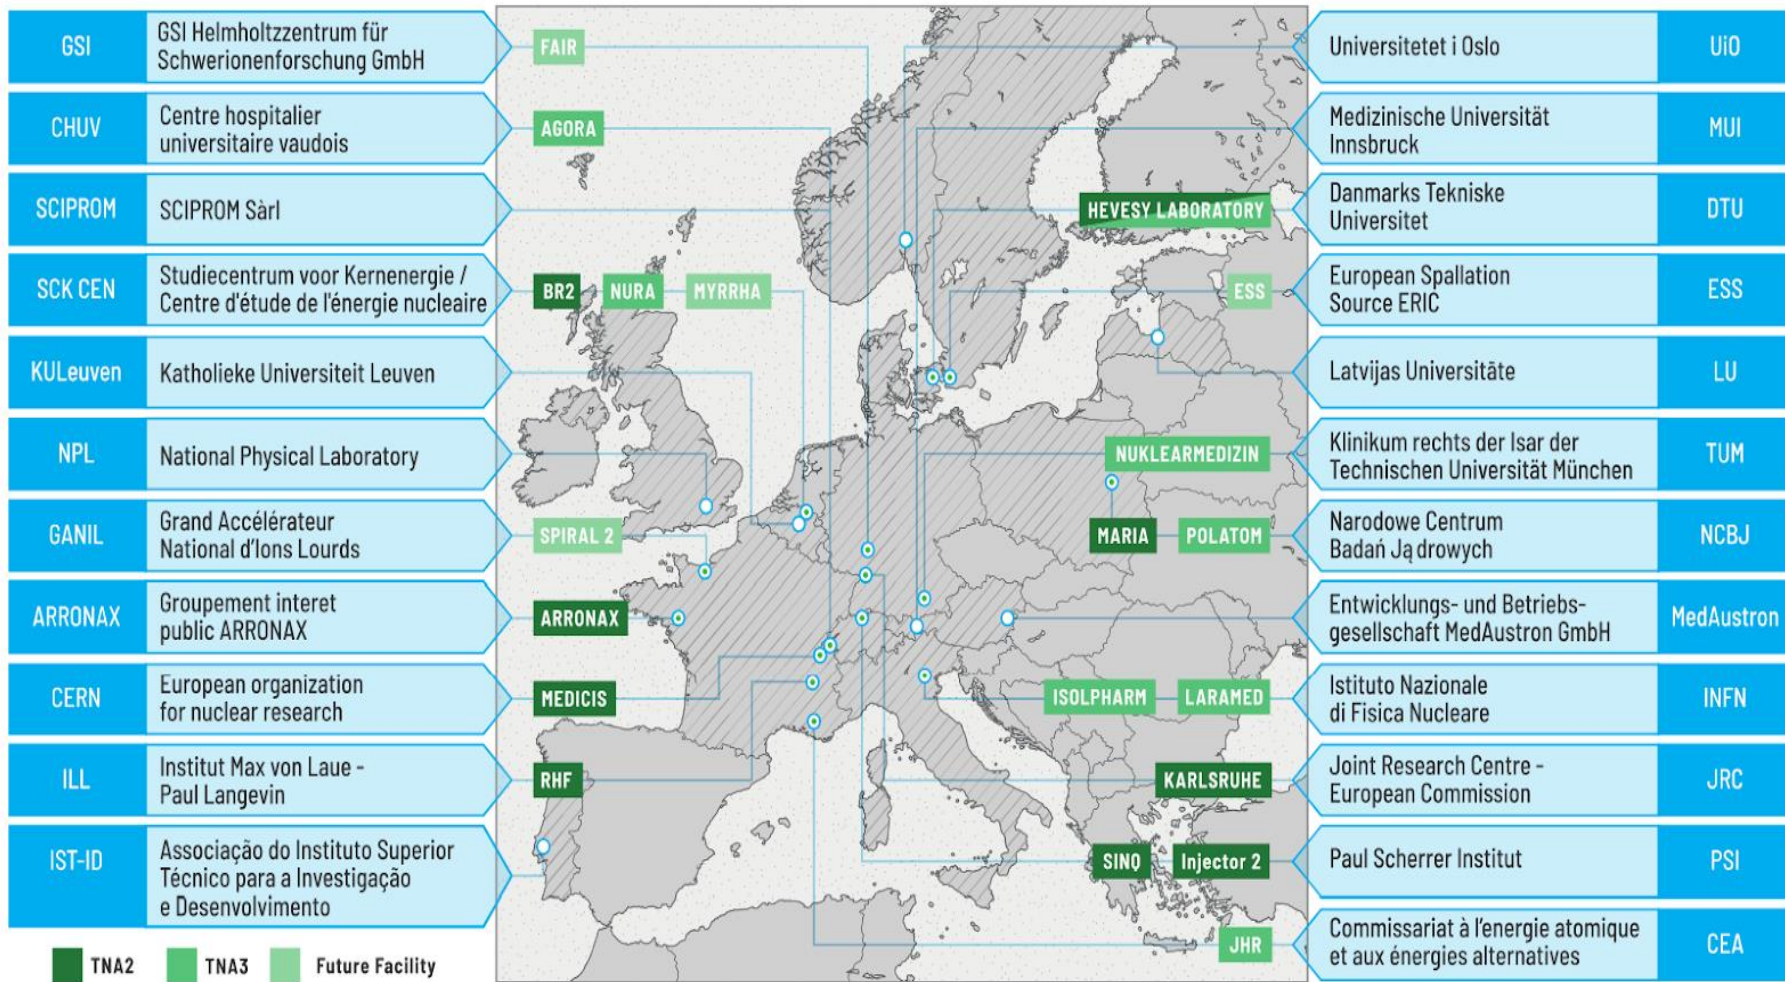 GSI
GSI Helmholtzzentrum für
Schwerionenforschung GmbH
FAIR
CHUV
Centre hospitalier
universitaire vaudois
AGORA
SCIPROM
SCIPROM Sàrl
SCK CEN
Studiecentrum voor Kernenergie /
Centre d'étude de l'énergie nucleaire
BR2
NURA
MYRRHA
KULeuven
Katholieke Universiteit Leuven
NPL
National Physical Laboratory
GANIL
Grand Accélérateur
National d'Ions Lourds
SPIRAL 2
ARRONAX
Groupement interet
public ARRONAX
ARRONAX
CERN
European organization
for nuclear research
MEDICIS
ILL
Institut Max von Laue -
Paul Langevin
RHF
IST-ID
Associação do Instituto Superior
Técnico para a Investigação
e Desenvolvimento
TNA2
TNA3
Future Facility
Universitetet i Oslo
UiO
Medizinische Universität
Innsbruck
MUI
HEVESY LABORATORY
Danmarks Tekniske
Universitet
DTU
ESS
European Spallation
Source ERIC
ESS
Latvijas Universitāte
LU
NUKLEARMEDIZIN
Klinikum rechts der Isar der
Technischen Universität München
TUM
MARIA
POLATOM
Narodowe Centrum
Badań Ją drowych
NCBJ
Entwicklungs- und Betriebs-
gesellschaft MedAustron GmbH
MedAustron
ISOLPHARM
LARAMED
Istituto Nazionale
di Fisica Nucleare
INFN
KARLSRUHE
Joint Research Centre -
European Commission
JRC
SINQ
Injector 2
Paul Scherrer Institut
PSI
JHR
Commissariat à l'energie atomique
et aux énergies alternatives
CEA